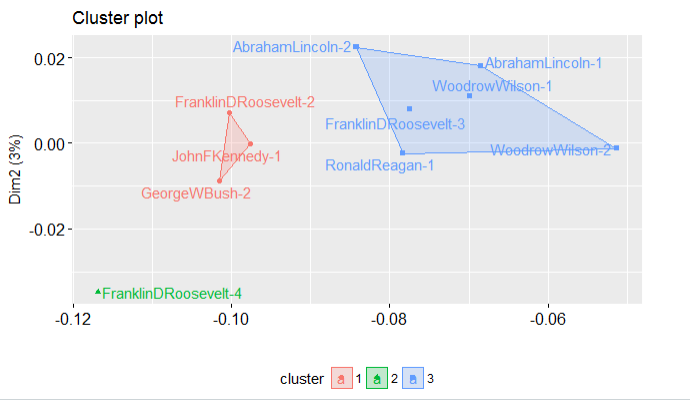 Cluster plot
AbrahamLincoln-2
AbrahamLincoln-1
WoodrowWilson-1
FranklinDRoosevelt-2
FranklinDRoosevelt-3
JohnFKennedy-1
WoodrowWilson-2
RonaldReagan-1
GeorgeWBush-2
FranklinDRoosevelt-4
0.02
0.00
-0.02
Dim2 (3%)
-0.12 -0.10 -0.08 -0.06
cluster a 1 a 2 a 3